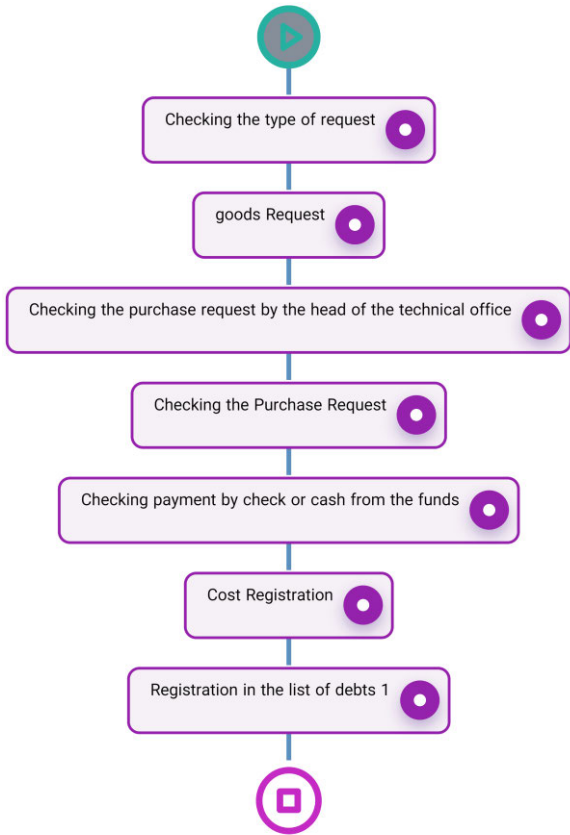 Checking the type of request
goods Request
Checking the purchase request by the head of the technical office
Checking the Purchase Request
Checking payment by check or cash from the funds
Cost Registration
Registration in the list of debts 1